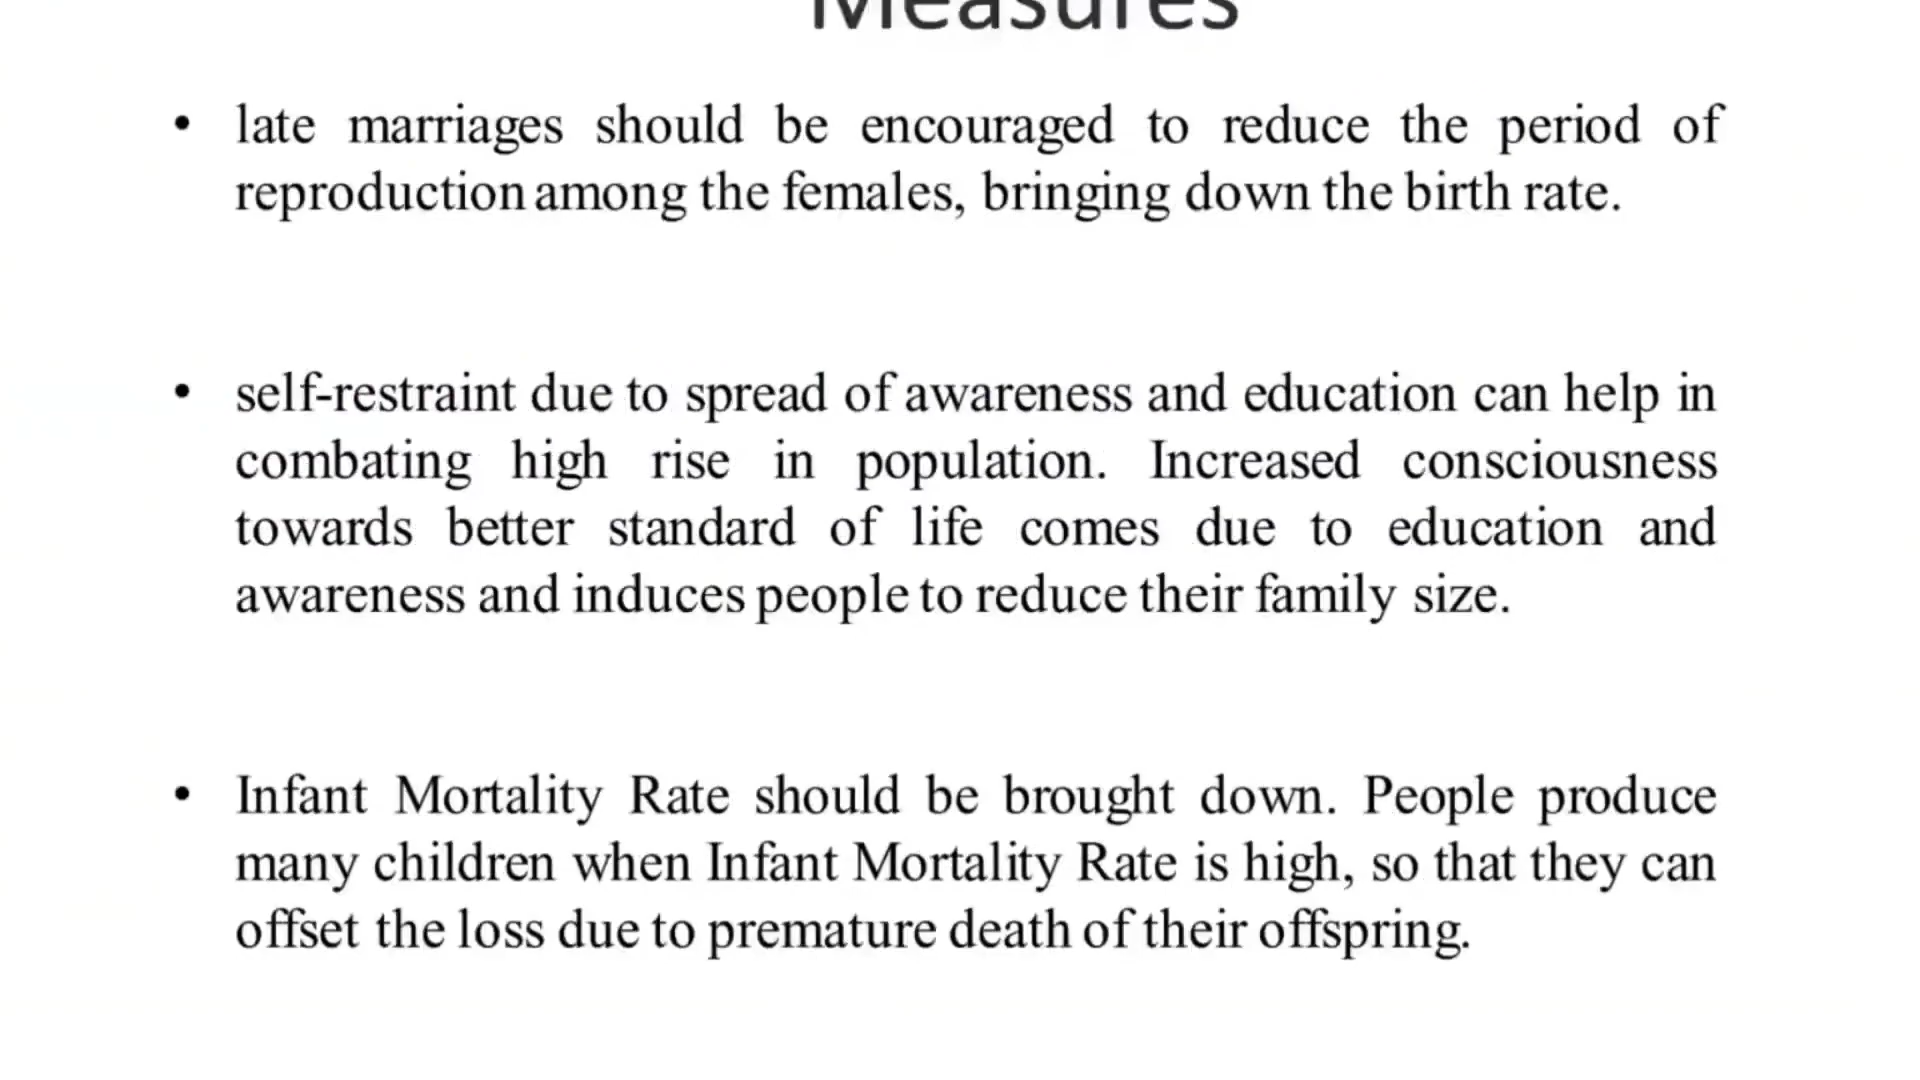 Measures
• late marriages should be encouraged to reduce the period of
reproduction among the females, bringing down the birth rate.
• self-restraint due to spread of awareness and education can help in
combating high rise in population. Increased consciousness
towards better standard of life comes due to education and
awareness and induces people to reduce their family size.
• Infant Mortality Rate should be brought down. People produce
many children when Infant Mortality Rate is high, so that they can
offset the loss due to premature death of their offspring.